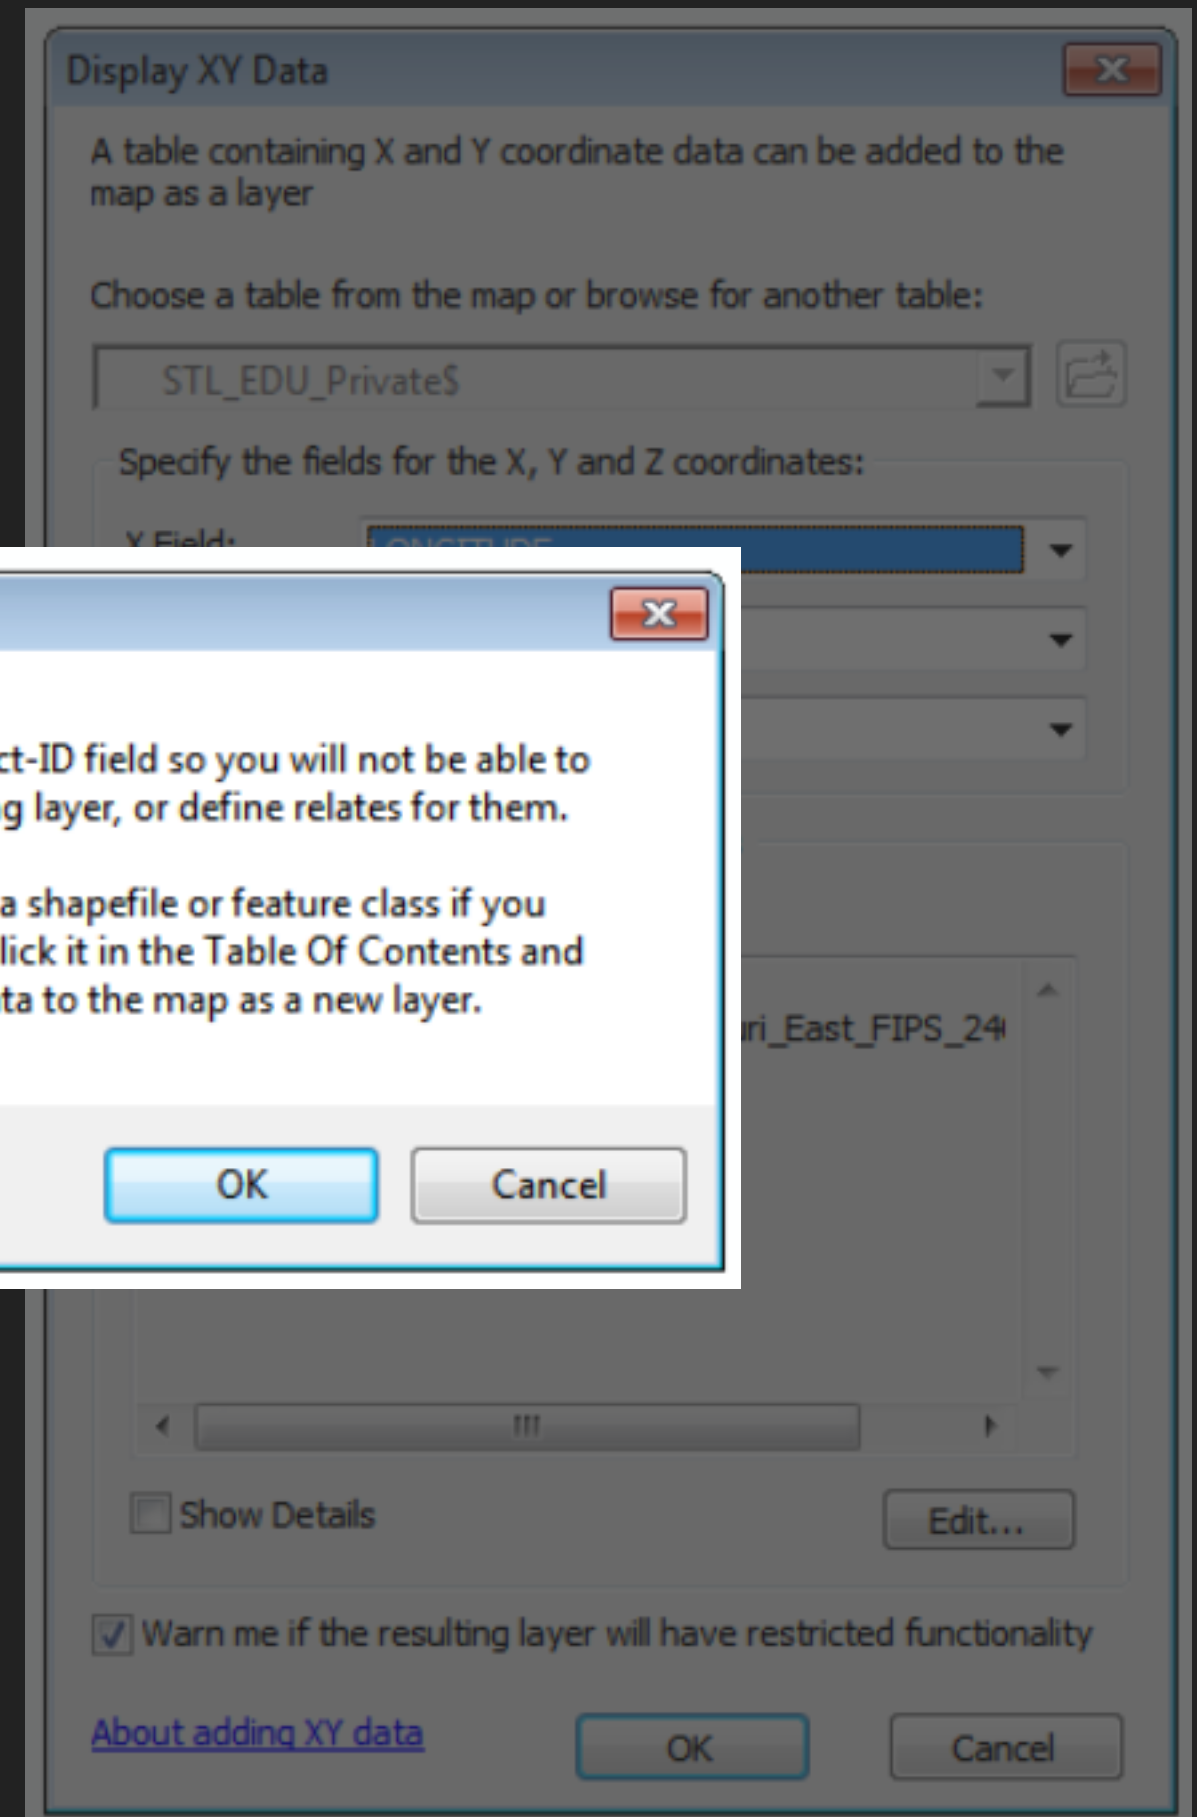 Display XY Data
A table containing X and Y coordinate data can be added to the
map as a layer
Choose a table from the map or browse for another table:
STL_EDU_Private$
Specify the fields for the X, Y and Z coordinates:
X Field: LONGITUDE
ct-ID field so you will not be able to
g layer, or define relates for them.
a shapefile or feature class if you
lick it in the Table Of Contents and
ta to the map as a new layer.
uri_East_FIPS_240
OK Cancel
Show Details Edit...
Warn me if the resulting layer will have restricted functionality
About adding XY data OK Cancel